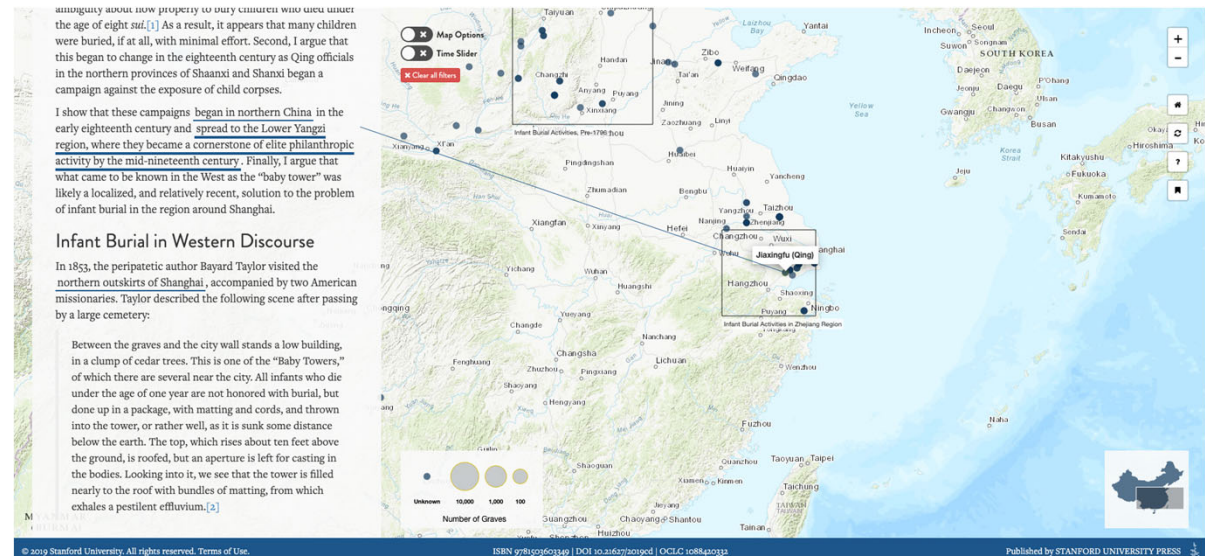 ambiguity about how properly to bury children who died under
the age of eight sui.[1] As a result, it appears that many children
were buried, if at all, with minimal effort. Second, I argue that
this began to change in the eighteenth century as Qing officials
in the northern provinces of Shaanxi and Shanxi began a
campaign against the exposure of child corpses.
I show that these campaigns began in northern China in the
early eighteenth century and spread to the Lower Yangzi
region, where they became a cornerstone of elite philanthropic
activity by the mid-nineteenth century. Finally, I argue that
what came to be known in the West as the “baby tower” was
likely a localized, and relatively recent, solution to the problem
of infant burial in the region around Shanghai.
Infant Burial in Western Discourse
In 1853, the peripatetic author Bayard Taylor visited the
northern outskirts of Shanghai, accompanied by two American
missionaries. Taylor described the following scene after passing
by a large cemetery:
Between the graves and the city wall stands a low building,
in a clump of cedar trees. This is one of the “Baby Towers,”
of which there are several near the city. All infants who die
under the age of one year are not honored with burial, but
done up in a package, with matting and cords, and thrown
into the tower, or rather well, as it is sunk some distance
below the earth. The top, which rises about ten feet above
the ground, is roofed, but an aperture is left for casting in
the bodies. Looking into it, we see that the tower is filled
nearly to the roof with bundles of matting, from which
exhales a pestilent effluvium.[2]
Map Options
Time Slider
× Clear all filters
Taiyuan
Handan
Changzhi
Anyang Puyang
Xinxiang
Infant Burial Activities, Pre-1796
Jinan
Zibo
Tai'an
Weifang
Qingdao
Laizhou
Bay
Yantai
Jining
Zaozhuang Linyi
Xianyang Xi'an
Pingdingshan
Huaibei
Huaiyin
Yancheng
Zhumadian
Bengbu
Xiangfan
Xinyang
Hefei
Nanjing
Yangzhou Taizhou
Zhenjiang
Changzhou Wuxi
Wuhu
anghai
Jiaxingfu (Qing)
Hangzhou
Shaoxing
Ningbo
Puyang
Infant Burial Activities in Zhejiang Region
Yichang
Wuhan
Huangshi
ongqing
Yueyang
Changde
Nanchang
Changsha
Fenghuang
Zhuzhou Pingxiang
Lichuan
Shaoyang
Wenzhou
Hengyang
Fuzhou
Shaoguan
Quanzhou
Taoyuan Taipei
Xiamen Kinmen
Taichung
TAIWAN
Jieyang
Guangzhou Chaoyang Shantou
Huizhou
Tainan
Naha
Yellow
Sea
Incheon Seoul
Suwon Songnam
SOUTH KOREA
Daejeon
P'Ohang
Jeonju Daegu
Ulsan
Gwangju Changwon
Busan
Korea
Strait
Jeju
Kitakyushu
Fukuoka
Hiroshima
Kumamoto
Sendai
+
−
?
Unknown 10,000 1,000 100
Number of Graves
© 2019 Stanford University. All rights reserved. Terms of Use.
ISBN 9781503603349 | DOI 10.21627/2019cd | OCLC 1088420332
Published by STANFORD UNIVERSITY PRESS